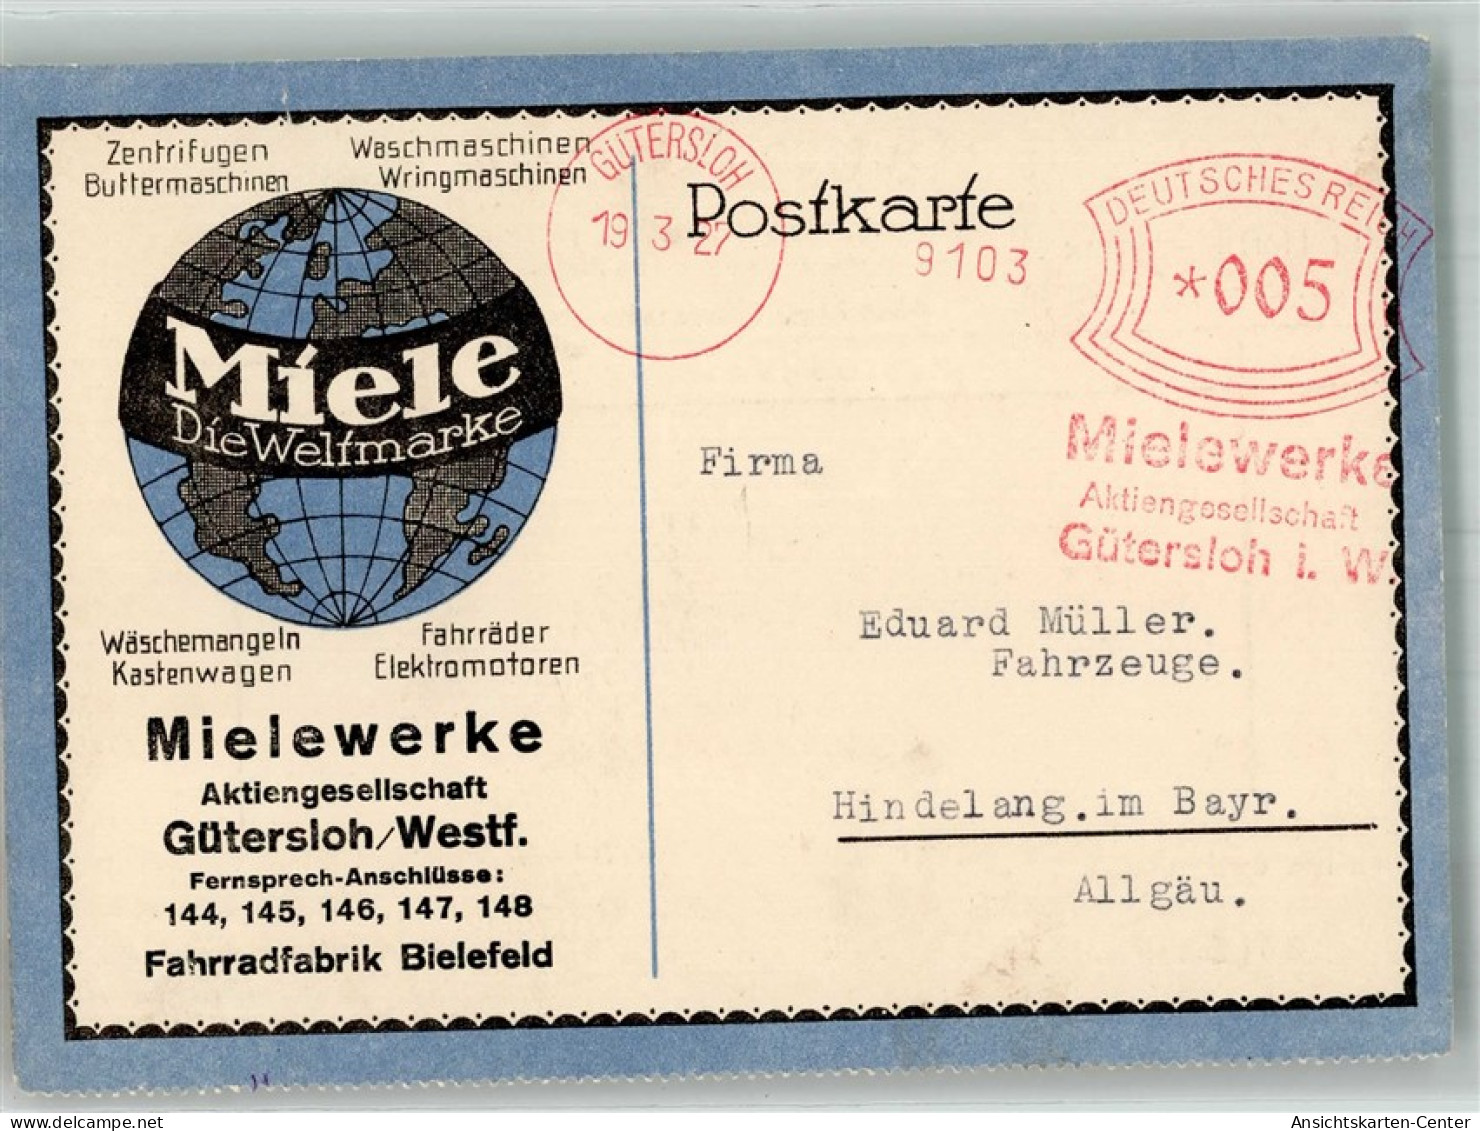 Zentrifugen
Buttermaschinen
Waschmaschinen
Wringmaschinen
Miele
Die Weltmarke
Wäschemangeln
Kastenwagen
Fahrräder
Elektromotoren
Mielewerke
Aktiengesellschaft
Gütersloh/Westf.
Fernsprech-Anschlüsse:
144, 145, 146, 147, 148
Fahrradfabrik Bielefeld
GÜTERSLOH
19 3 27
Postkarte
9103
DEUTSCHES REICH
*005
Mielewerke
Aktiengesellschaft
Gütersloh i. W
Firma
Eduard Müller.
Fahrzeuge.
Hindelang.im Bayr.
Allgäu.
Ansichtskarten-Center